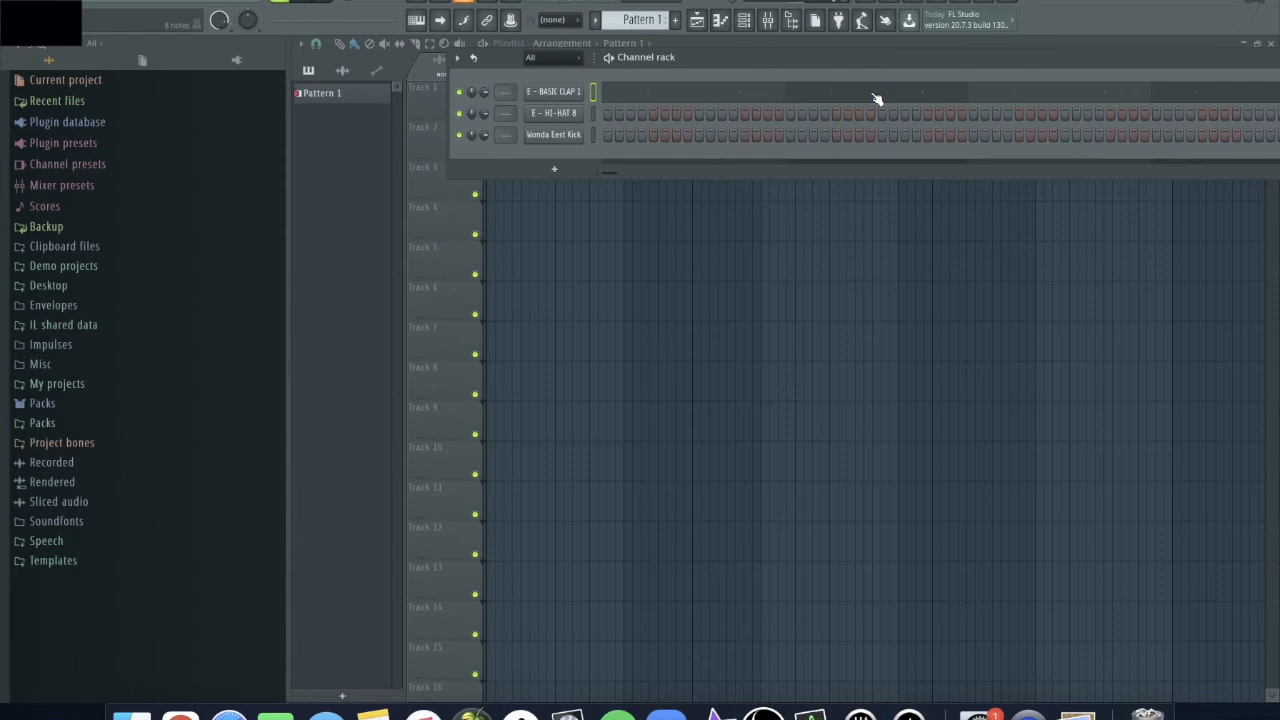 8 notes
(none)
Pattern 1
Today FL Studio
version 20.7.3 build 130..
All
Playlist - Arrangement › Pattern 1 ›
All
Channel rack
Current project
Recent files
Plugin database
Plugin presets
Channel presets
Mixer presets
Scores
Backup
Clipboard files
Demo projects
Desktop
Envelopes
IL shared data
Impulses
Misc
My projects
Packs
Packs
Project bones
Recorded
Rendered
Sliced audio
Soundfonts
Speech
Templates
Pattern 1
E - BASIC CLAP 1
E - HI-HAT 8
Wonda Eest Kick
Track 1
Track 2
Track 3
Track 4
Track 5
Track 6
Track 7
Track 8
Track 9
Track 10
Track 11
Track 12
Track 13
Track 14
Track 15
Track 16
1